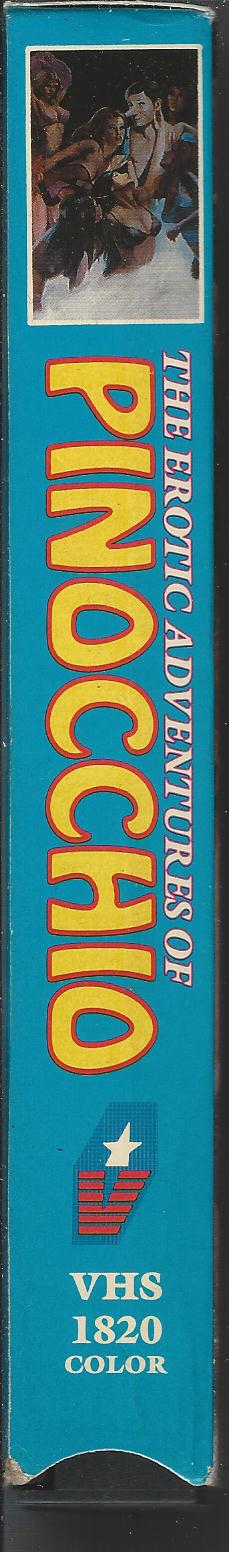 THE EROTIC ADVENTURES OF
PINOCCHIO
VHS
1820
COLOR